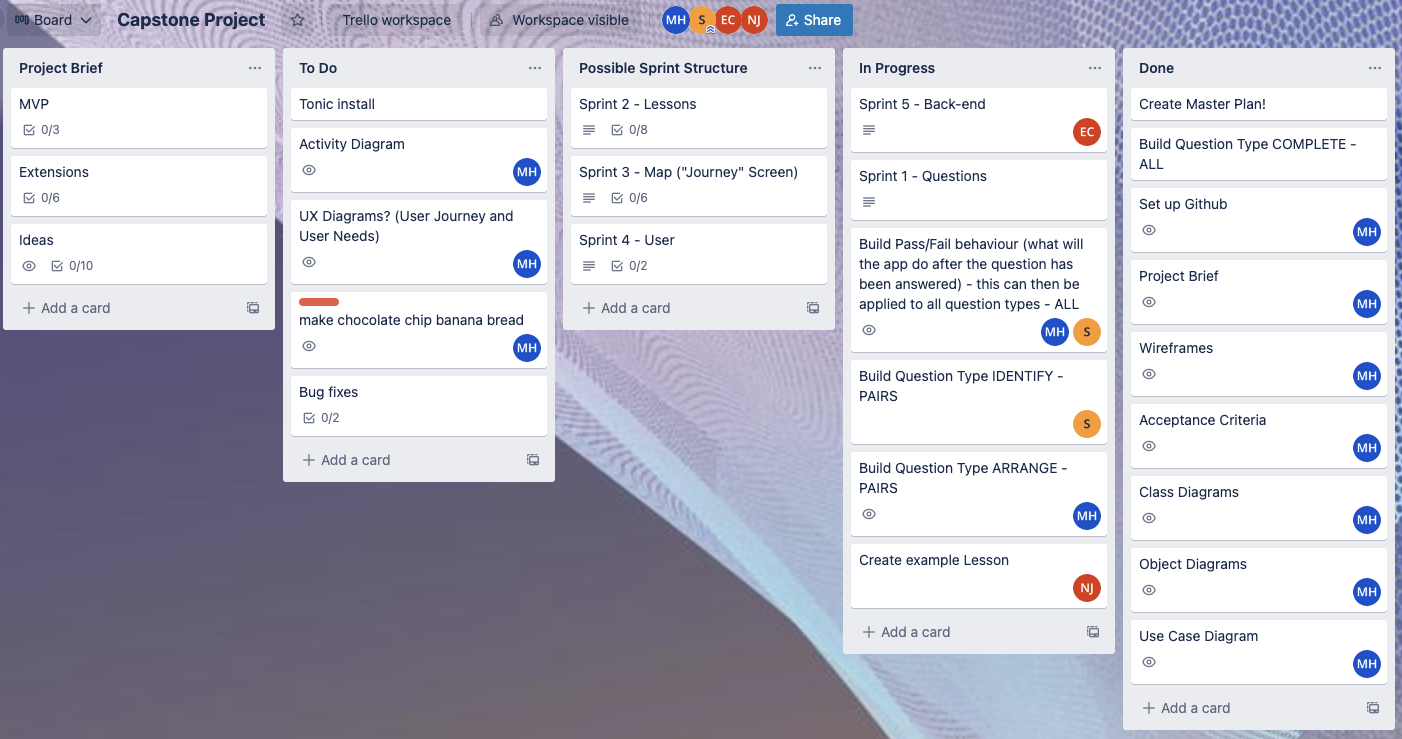 Board
Capstone Project
Trello workspace
Workspace visible
MH
S
EC
NJ
Share
Project Brief
MVP
0/3
Extensions
0/6
Ideas
0/10
Add a card
To Do
Tonic install
Activity Diagram
MH
UX Diagrams? (User Journey and
User Needs)
MH
make chocolate chip banana bread
MH
Bug fixes
0/2
Add a card
Possible Sprint Structure
Sprint 2 - Lessons
0/8
Sprint 3 - Map ("Journey" Screen)
0/6
Sprint 4 - User
0/2
Add a card
In Progress
Sprint 5 - Back-end
EC
Sprint 1 - Questions
Build Pass/Fail behaviour (what will
the app do after the question has
been answered) - this can then be
applied to all question types - ALL
MH
S
Build Question Type IDENTIFY -
PAIRS
S
Build Question Type ARRANGE -
PAIRS
MH
Create example Lesson
NJ
Add a card
Done
Create Master Plan!
Build Question Type COMPLETE -
ALL
Set up Github
MH
Project Brief
MH
Wireframes
MH
Acceptance Criteria
MH
Class Diagrams
MH
Object Diagrams
MH
Use Case Diagram
MH
Add a card